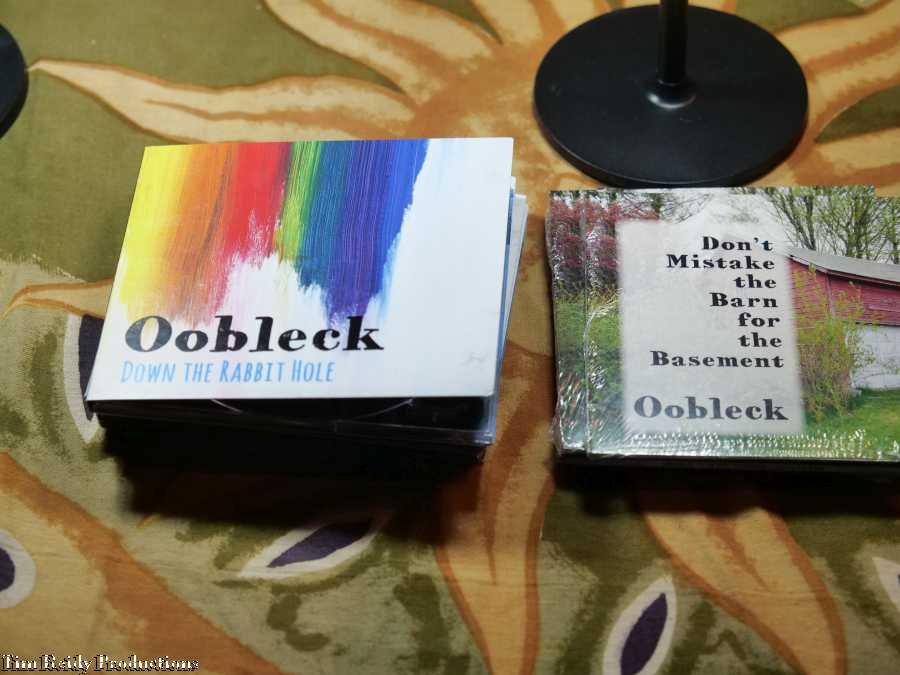 Oobleck
Down the Rabbit Hole
Don't
Mistake
the
Barn
for
the
Basement
Oobleck
Tim Reidy Productions